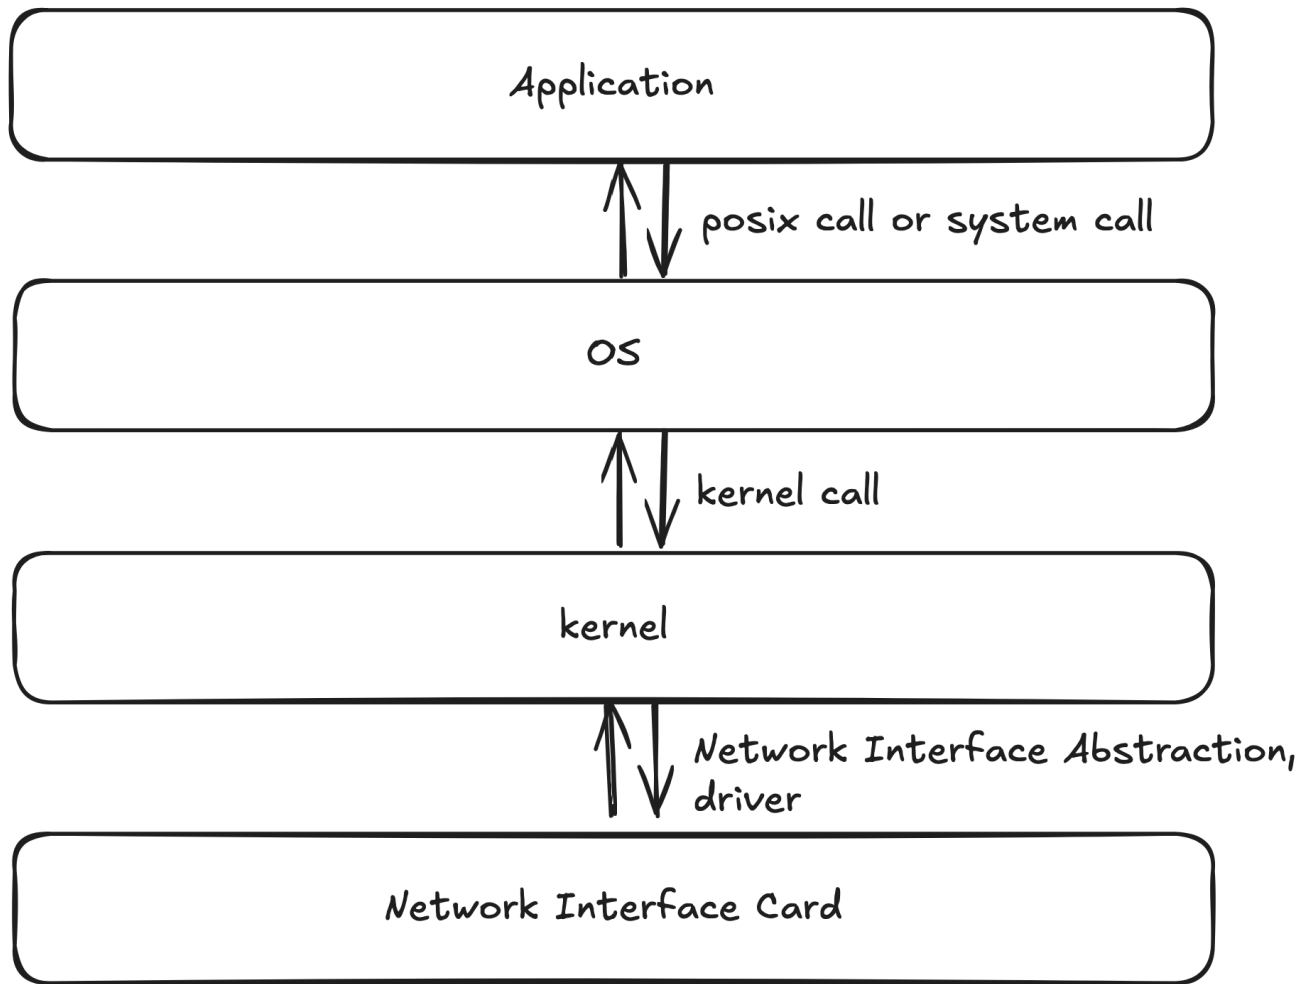 Application
posix call or system call
OS
kernel call
kernel
Network Interface Abstraction,
driver
Network Interface Card